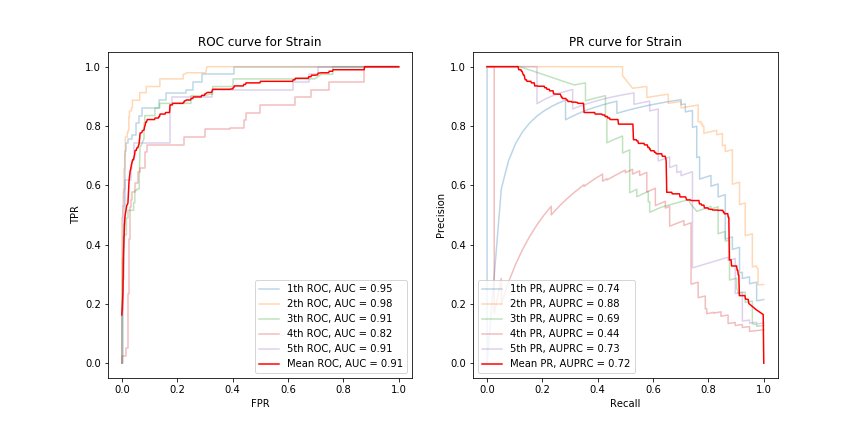 ROC curve for Strain
TPR
1.0
0.8
0.6
0.4
0.2
0.0
1th ROC, AUC = 0.95
2th ROC, AUC = 0.98
3th ROC, AUC = 0.91
4th ROC, AUC = 0.82
5th ROC, AUC = 0.91
Mean ROC, AUC = 0.91
0.0 0.2 0.4 0.6 0.8 1.0
FPR
PR curve for Strain
Precision
1.0
0.8
0.6
0.4
0.2
0.0
1th PR, AUPRC = 0.74
2th PR, AUPRC = 0.88
3th PR, AUPRC = 0.69
4th PR, AUPRC = 0.44
5th PR, AUPRC = 0.73
Mean PR, AUPRC = 0.72
0.0 0.2 0.4 0.6 0.8 1.0
Recall